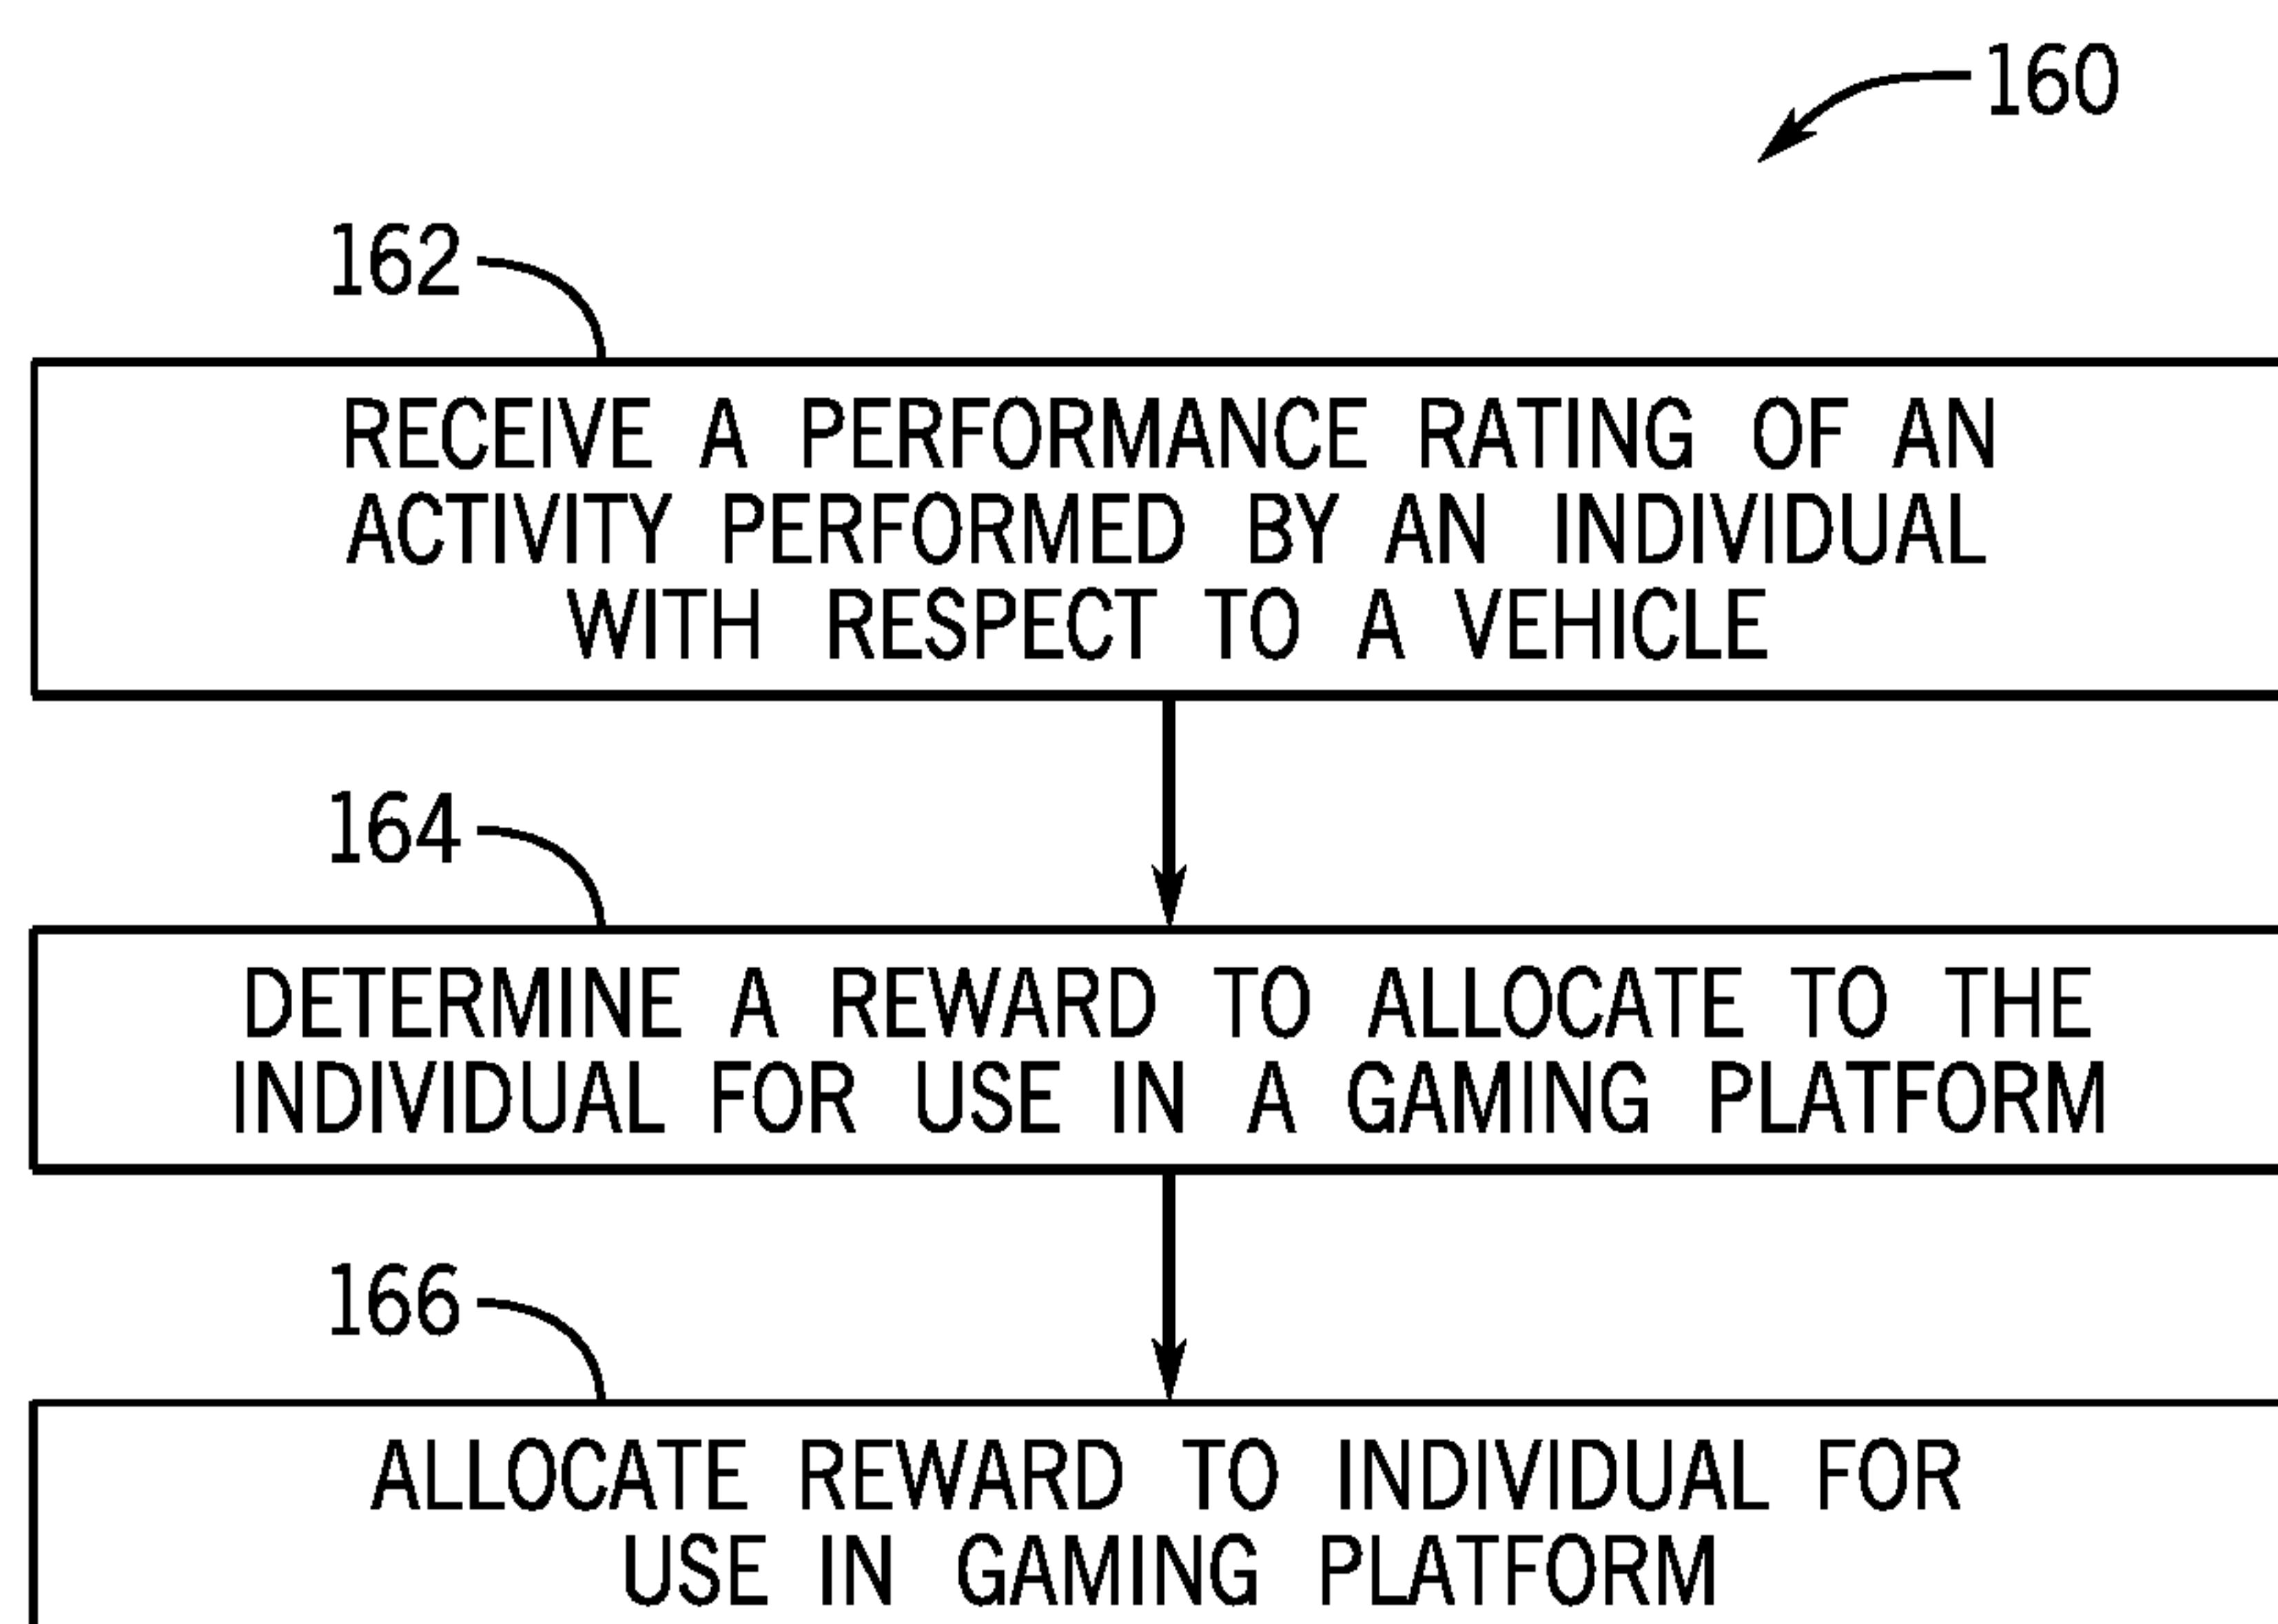 160
162
RECEIVE A PERFORMANCE RATING OF AN
ACTIVITY PERFORMED BY AN INDIVIDUAL
WITH RESPECT TO A VEHICLE
164
DETERMINE A REWARD TO ALLOCATE TO THE
INDIVIDUAL FOR USE IN A GAMING PLATFORM
166
ALLOCATE REWARD TO INDIVIDUAL FOR
USE IN GAMING PLATFORM